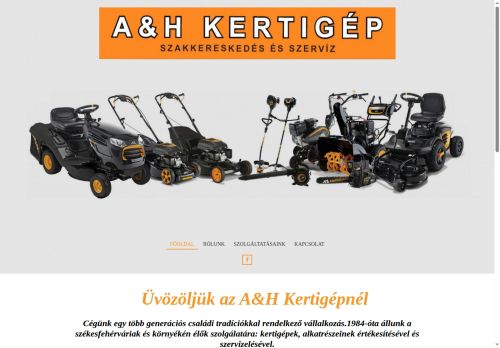 A&H KERTIGÉP
SZAKKERESKEDÉS ÉS SZERVÍZ
FŐOLDAL
RÓLUNK
SZOLGÁLTATÁSAINK
KAPCSOLAT
f
Üvözöljük az A&H Kertigépnél
Cégünk egy több generációs családi tradíciókkal rendelkező vállalkozás.1984-óta állunk a
székesfehérváriak és környékén élők szolgálatára: kertigépek, alkatrészeinek értékesítésével és
szervizelésével.